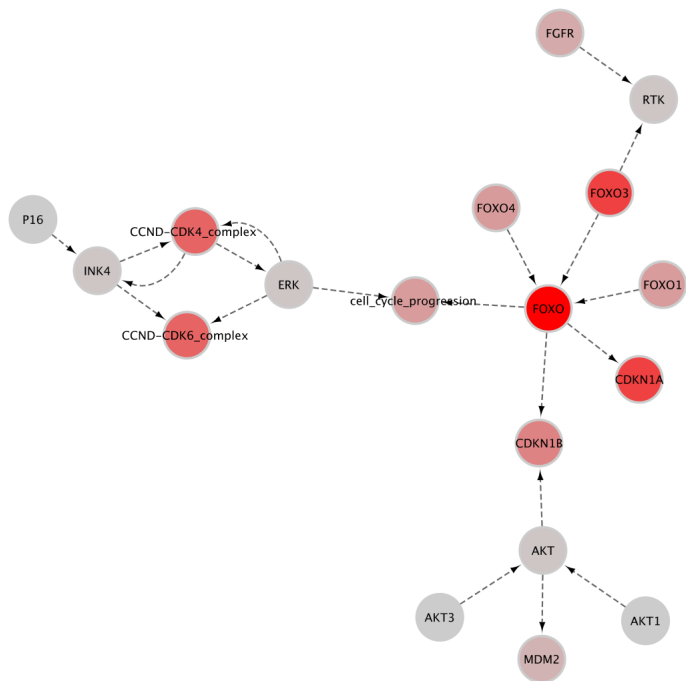 FGFR
RTK
FOXO3
FOXO4
P16
CCND-CDK4_complex
INK4
ERK
FOXO1
cell_cycle_progression
FOXO
CCND-CDK6_complex
CDKN1A
CDKN1B
AKT
AKT3
AKT1
MDM2